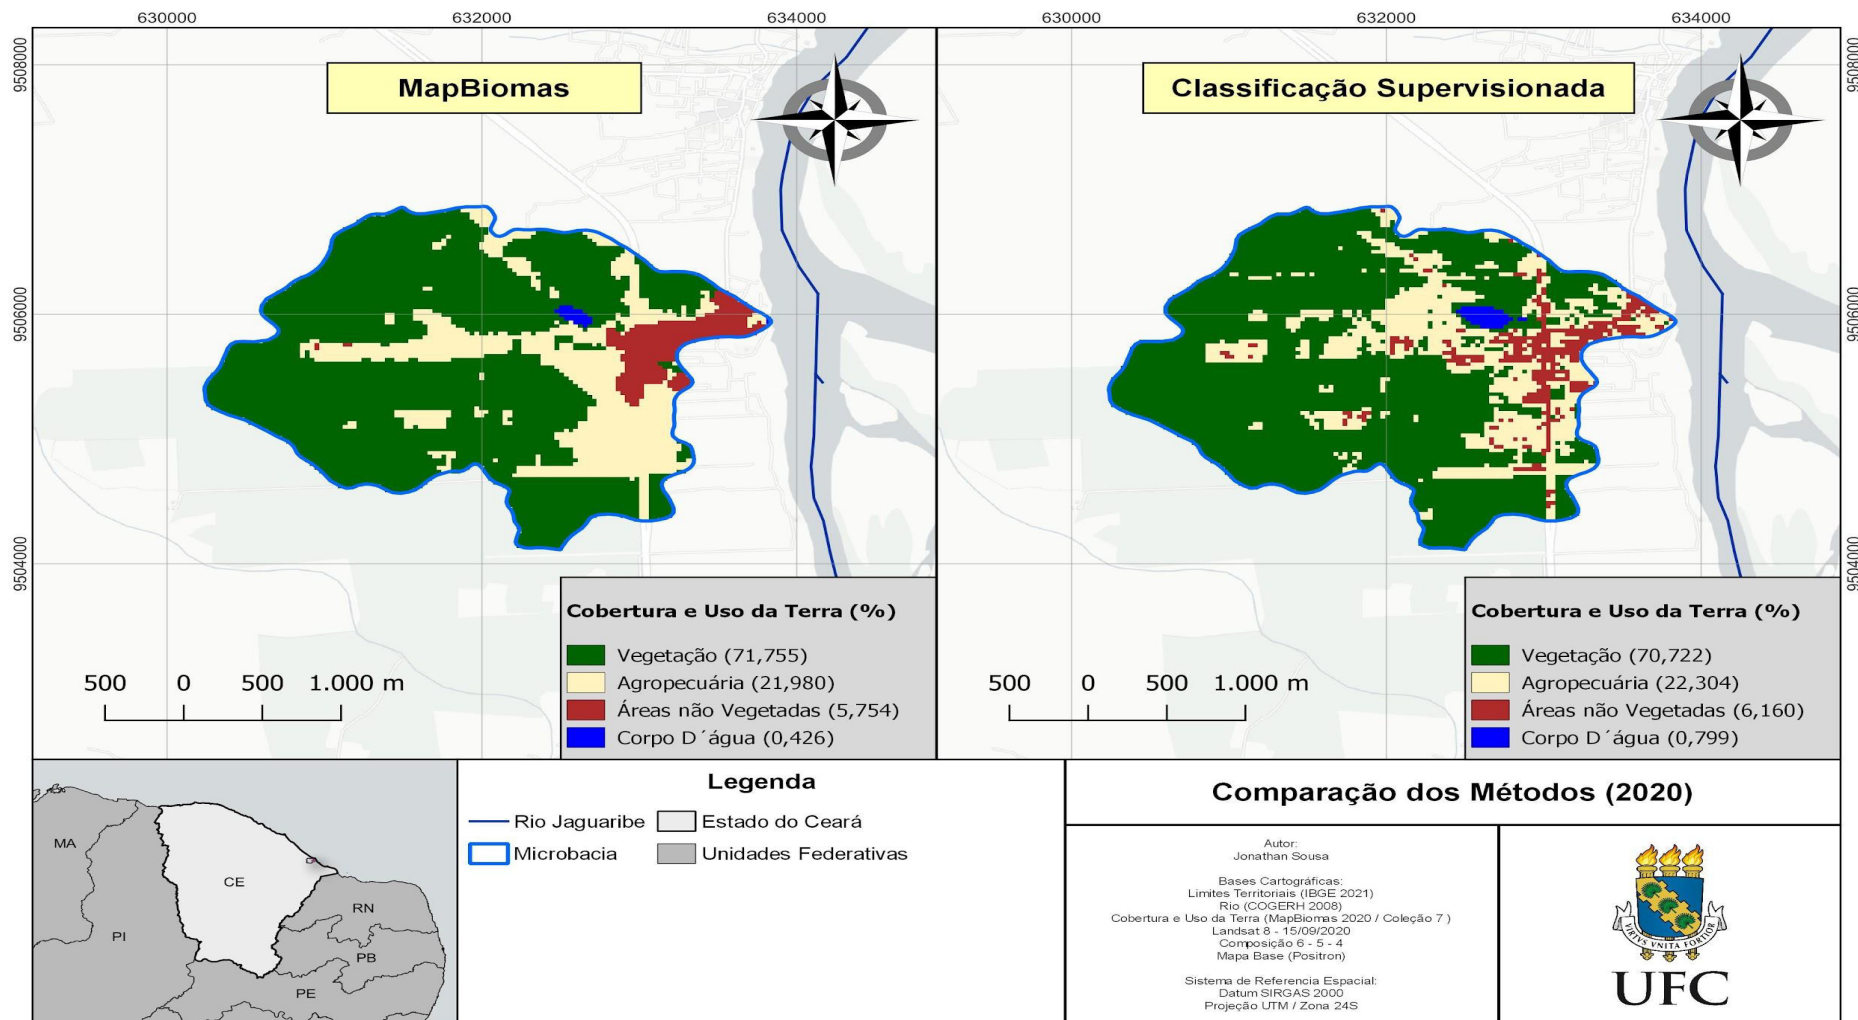 630000
632000
634000
630000
632000
634000
9508000
9506000
9504000
9508000
9506000
9504000
MapBiomas
Classificação Supervisionada
Cobertura e Uso da Terra (%)
Vegetação (71,755)
Agropecuária (21,980)
Áreas não Vegetadas (5,754)
Corpo D´água (0,426)
500 0 500 1.000 m
Cobertura e Uso da Terra (%)
Vegetação (70,722)
Agropecuária (22,304)
Áreas não Vegetadas (6,160)
Corpo D´água (0,799)
500 0 500 1.000 m
MA
PI
CE
RN
PB
PE
Legenda
Rio Jaguaribe
Estado do Ceará
Microbacia
Unidades Federativas
Comparação dos Métodos (2020)
Autor:
Jonathan Sousa
Bases Cartográficas:
Limites Territoriais (IBGE 2021)
Rio (COGERH 2008)
Cobertura e Uso da Terra (MapBiomas 2020 / Coleção 7 )
Landsat 8 - 15/09/2020
Composição 6 - 5 - 4
Mapa Base (Positron)
Sistema de Referencia Espacial:
Datum SIRGAS 2000
Projeção UTM / Zona 24S
VIRTVS VNITA FORTIOR
UFC